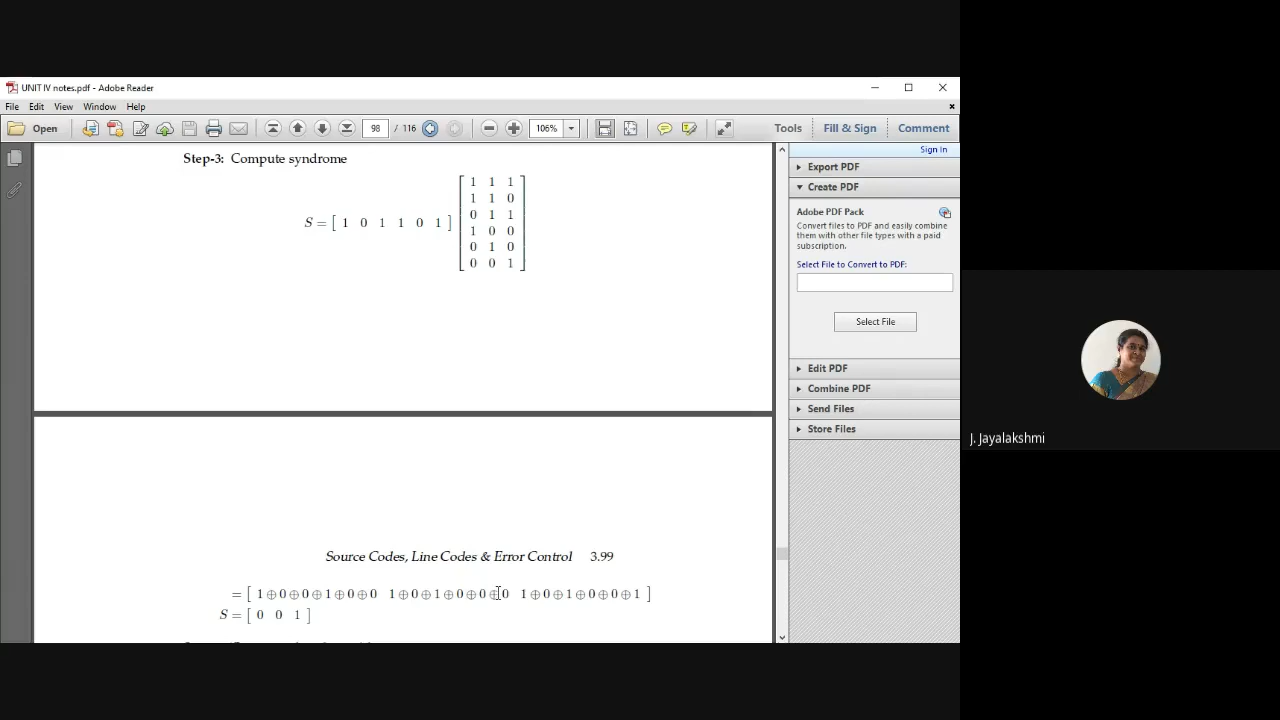 UNIT IV notes.pdf - Adobe Reader
File Edit View Window Help
Open 98 / 116 106% Tools Fill & Sign Comment
Sign In
Export PDF
Create PDF
Adobe PDF Pack
Convert files to PDF and easily combine
them with other file types with a paid
subscription.
Select File to Convert to PDF:
Select File
Edit PDF
Combine PDF
Send Files
Store Files
Step-3: Compute syndrome
S = [ 1 0 1 1 0 1 ]
1 1 1
1 1 0
0 1 1
1 0 0
0 1 0
0 0 1
Source Codes, Line Codes & Error Control 3.99
= [ 1⊕0⊕0⊕1⊕0⊕0 1⊕0⊕1⊕0⊕0⊕0 1⊕0⊕1⊕0⊕0⊕1 ]
S = [ 0 0 1 ]
J. Jayalakshmi